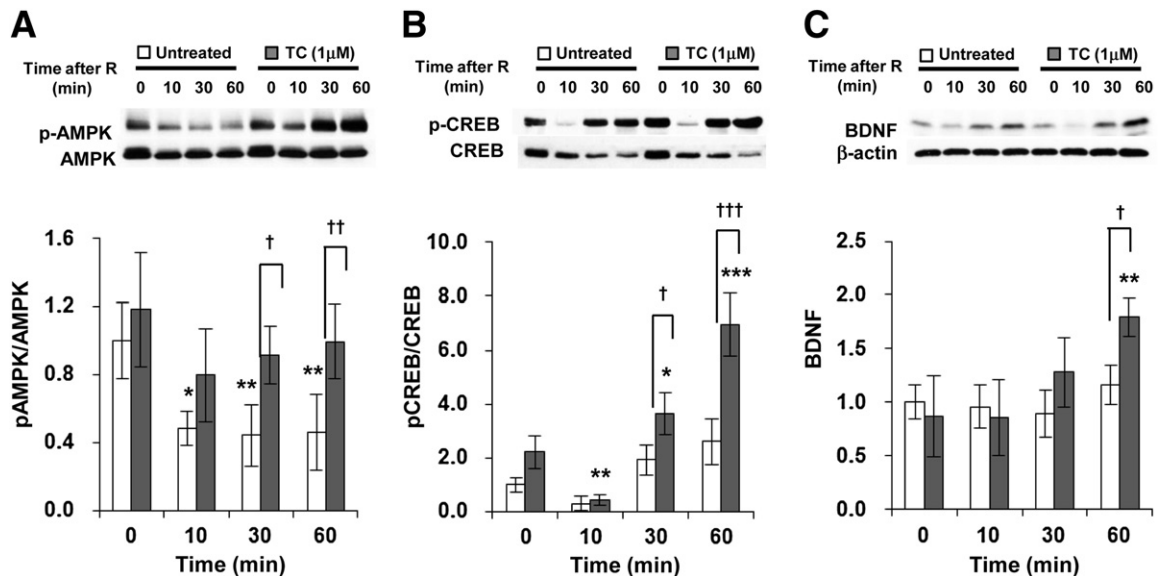 A
Untreated TC (1μM)
Time after R (min) 0 10 30 60 0 10 30 60
p-AMPK
AMPK
1.6
1.2
0.8
0.4
0.0
pAMPK/AMPK
* ** † ** ††
0 10 30 60
Time (min)
B
Untreated TC (1μM)
Time after R (min) 0 10 30 60 0 10 30 60
p-CREB
CREB
10.0
8.0
6.0
4.0
2.0
0.0
pCREB/CREB
** † * ††† ***
0 10 30 60
Time (min)
C
Untreated TC (1μM)
Time after R (min) 0 10 30 60 0 10 30 60
BDNF
β-actin
2.5
2.0
1.5
1.0
0.5
0.0
BDNF
† **
0 10 30 60
Time (min)